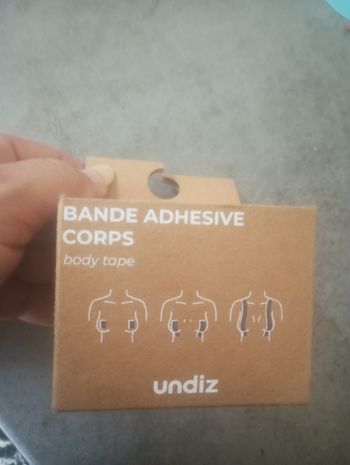 BANDE ADHESIVE
CORPS
body tape
undiz